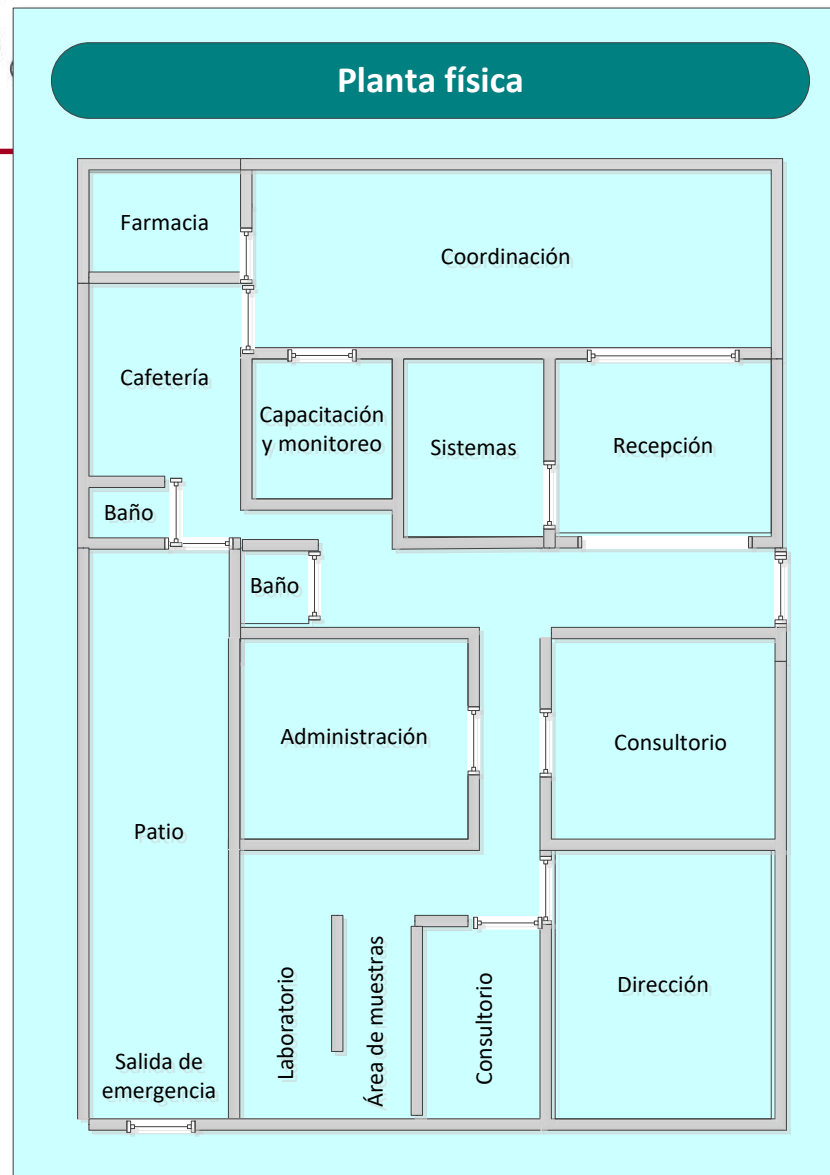 Planta física
Farmacia
Coordinación
Cafetería
Capacitación
y monitoreo
Sistemas
Recepción
Baño
Baño
Administración
Consultorio
Patio
Laboratorio
Área de muestras
Consultorio
Dirección
Salida de
emergencia